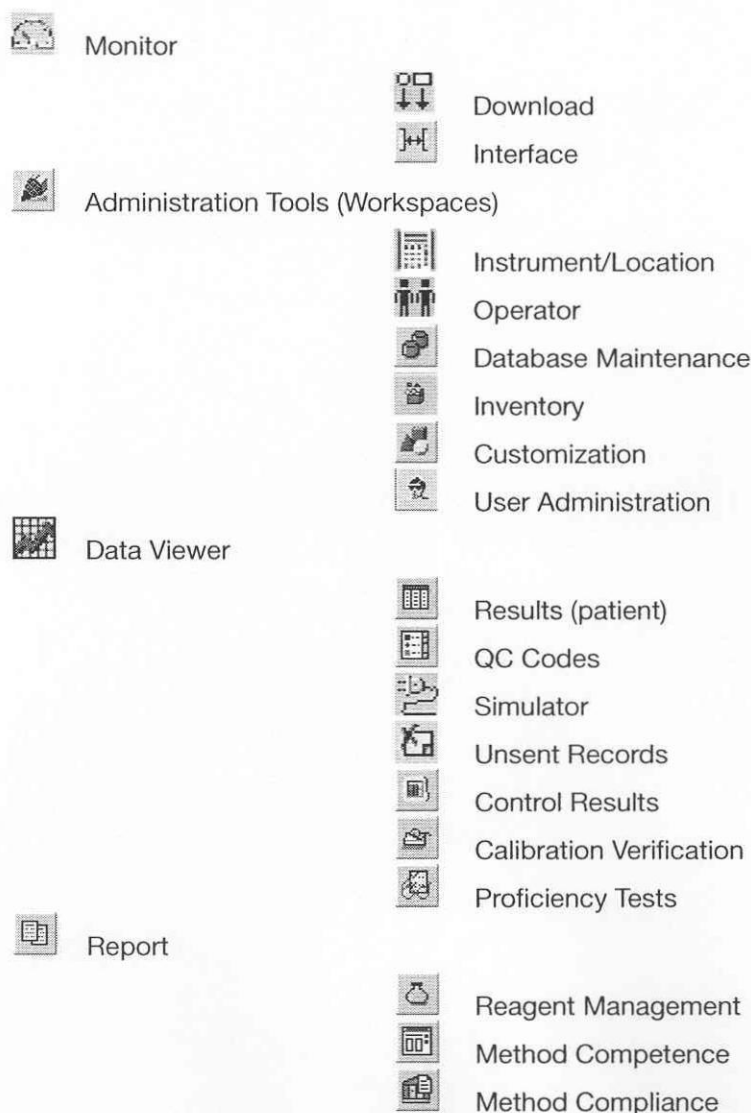 Monitor
Download
Interface
Administration Tools (Workspaces)
Instrument/Location
Operator
Database Maintenance
Inventory
Customization
User Administration
Data Viewer
Results (patient)
QC Codes
Simulator
Unsent Records
Control Results
Calibration Verification
Proficiency Tests
Report
Reagent Management
Method Competence
Method Compliance